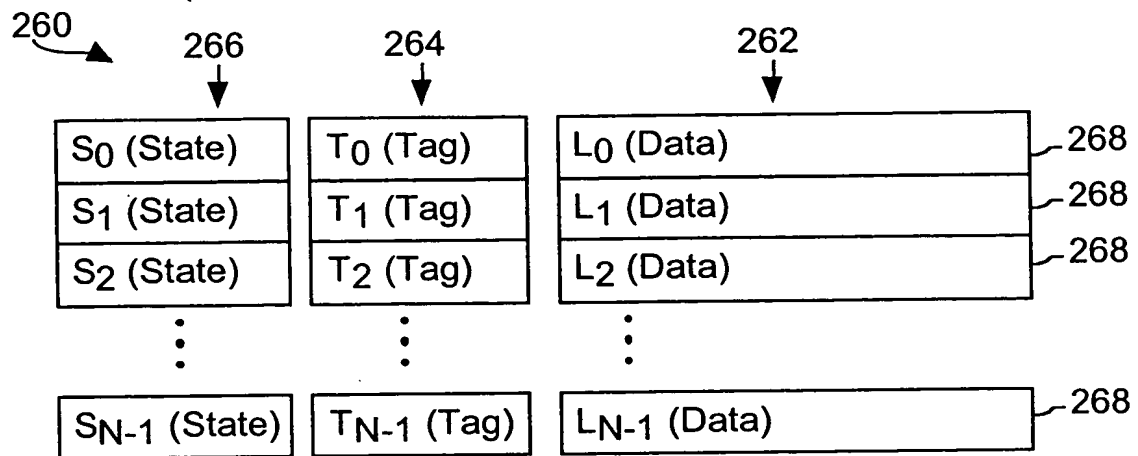 260
266 264 262
S0 (State) T0 (Tag) L0 (Data) 268
S1 (State) T1 (Tag) L1 (Data) 268
S2 (State) T2 (Tag) L2 (Data) 268
SN-1 (State) TN-1 (Tag) LN-1 (Data) 268